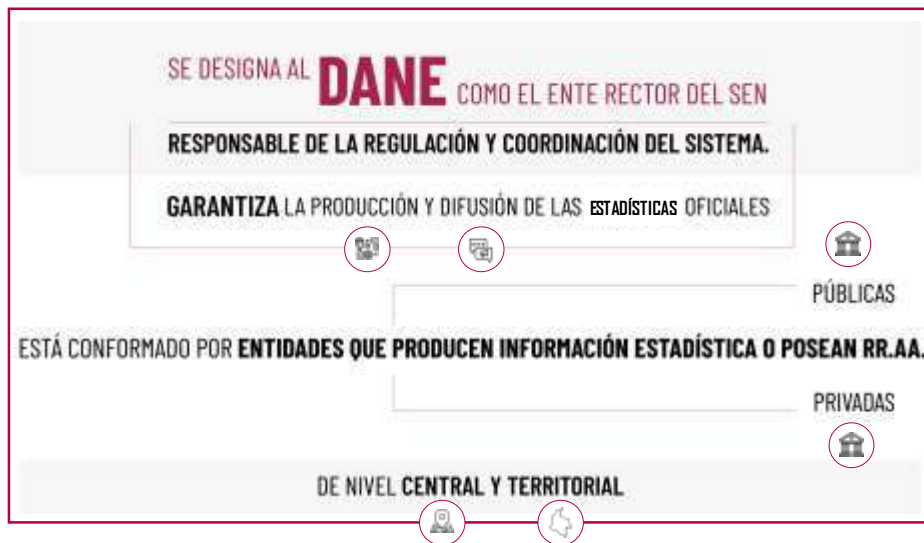 SE DESIGNA AL DANE COMO EL ENTE RECTOR DEL SEN
RESPONSABLE DE LA REGULACIÓN Y COORDINACIÓN DEL SISTEMA.
GARANTIZA LA PRODUCCIÓN Y DIFUSIÓN DE LAS ESTADÍSTICAS OFICIALES
PÚBLICAS
ESTÁ CONFORMADO POR ENTIDADES QUE PRODUCEN INFORMACIÓN ESTADÍSTICA O POSEAN RR.AA.
PRIVADAS
DE NIVEL CENTRAL Y TERRITORIAL